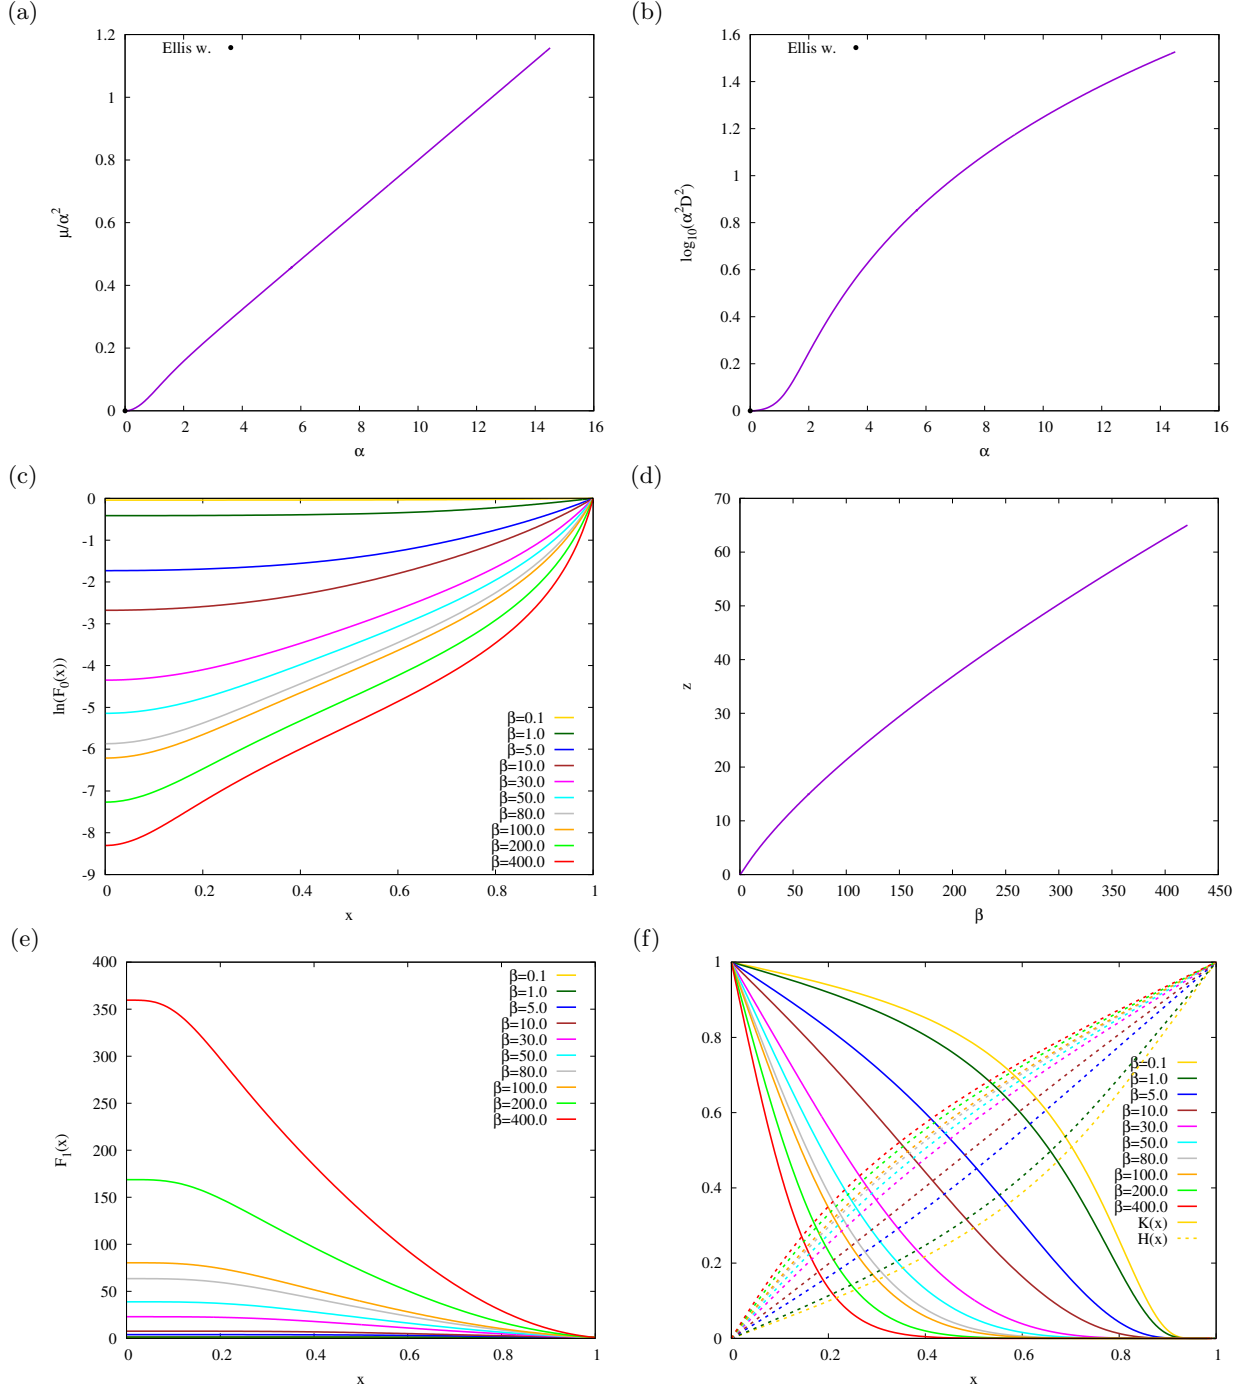 (a)
Ellis w.
1.2
1
0.8
0.6
0.4
0.2
0
0 2 4 6 8 10 12 14 16
μ/α²
α
(b)
Ellis w.
1.6
1.4
1.2
1
0.8
0.6
0.4
0.2
0
0 2 4 6 8 10 12 14 16
log₁₀(α²D²)
α
(c)
0
-1
-2
-3
-4
-5
-6
-7
-8
-9
0 0.2 0.4 0.6 0.8 1
ln(F₀(x))
x
β=0.1
β=1.0
β=5.0
β=10.0
β=30.0
β=50.0
β=80.0
β=100.0
β=200.0
β=400.0
(d)
70
60
50
40
30
20
10
0
0 50 100 150 200 250 300 350 400 450
z
β
(e)
400
350
300
250
200
150
100
50
0
0 0.2 0.4 0.6 0.8 1
F₁(x)
x
β=0.1
β=1.0
β=5.0
β=10.0
β=30.0
β=50.0
β=80.0
β=100.0
β=200.0
β=400.0
(f)
1
0.8
0.6
0.4
0.2
0
0 0.2 0.4 0.6 0.8 1
x
β=0.1
β=1.0
β=5.0
β=10.0
β=30.0
β=50.0
β=80.0
β=100.0
β=200.0
β=400.0
K(x)
H(x)